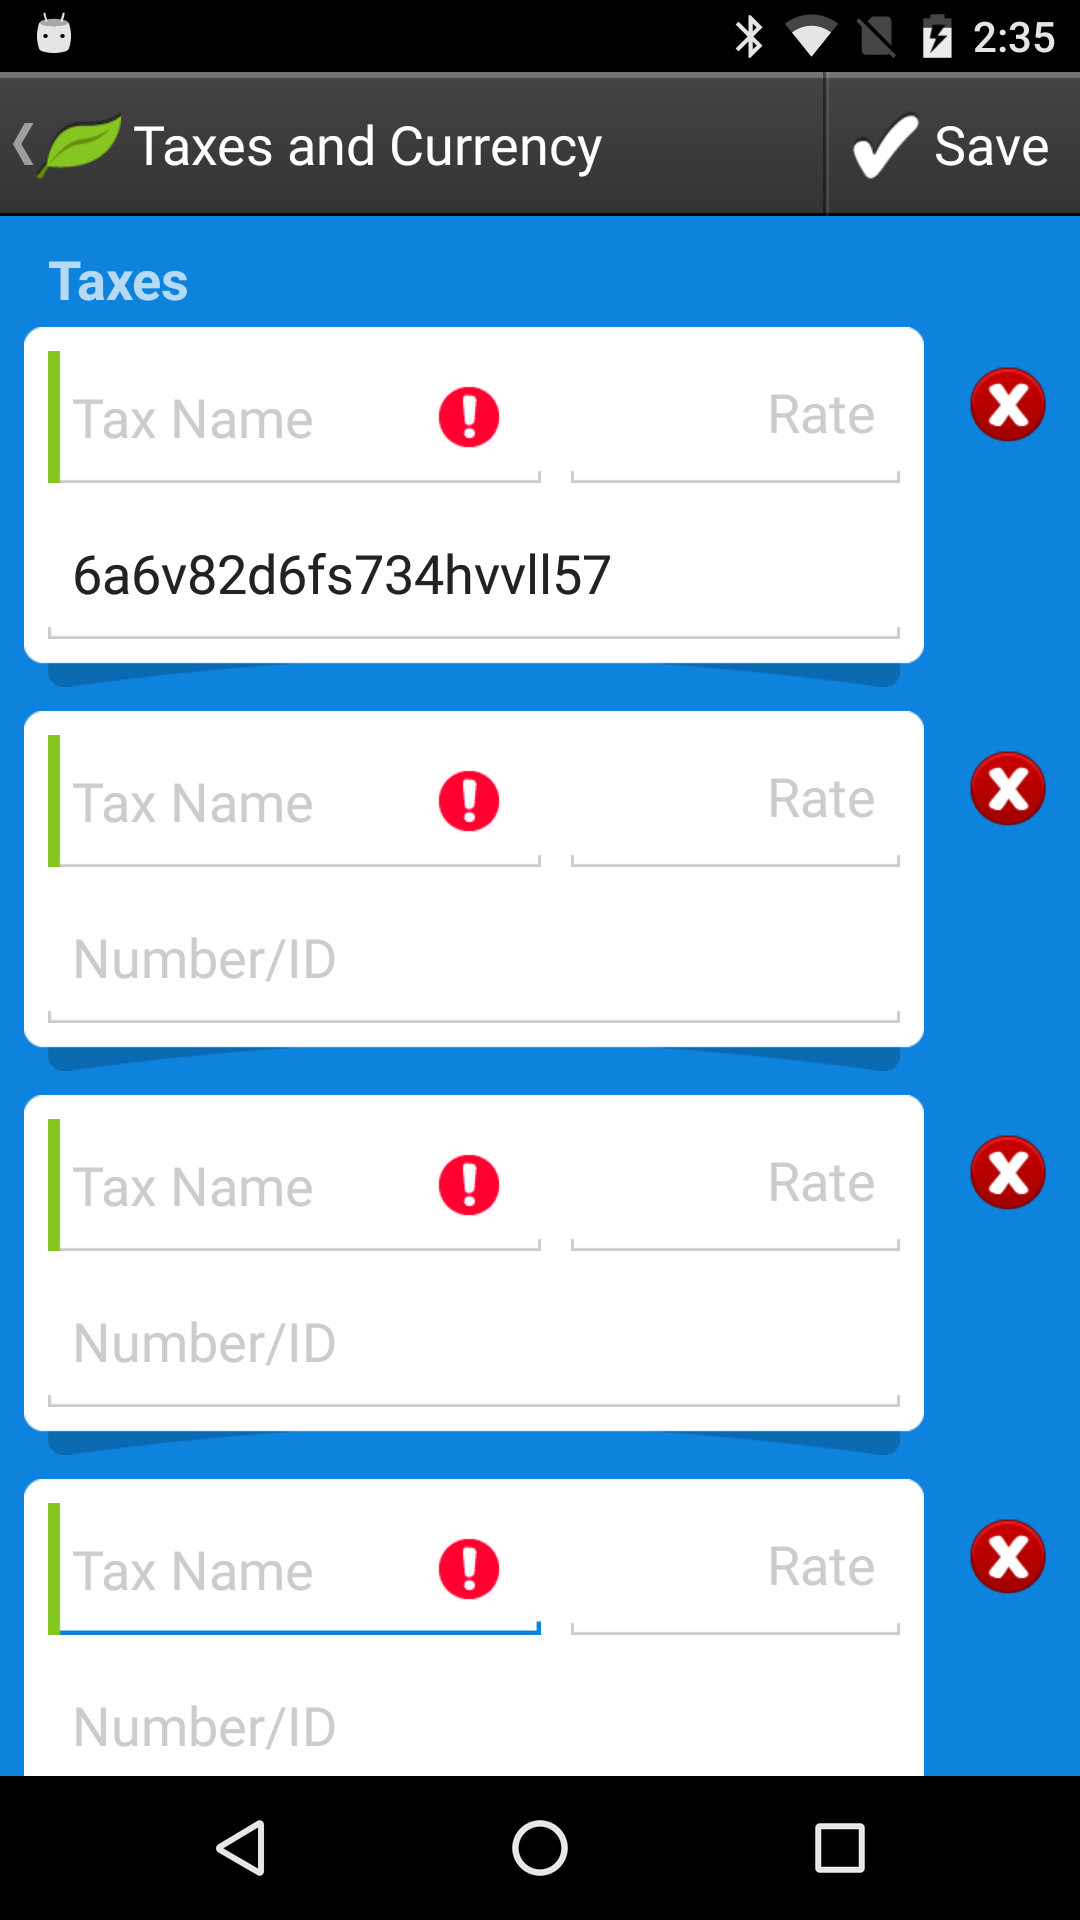 2:35
Taxes and Currency
Save
Taxes
Tax Name
Rate
6a6v82d6fs734hvvll57
Tax Name
Rate
Number/ID
Tax Name
Rate
Number/ID
Tax Name
Rate
Number/ID